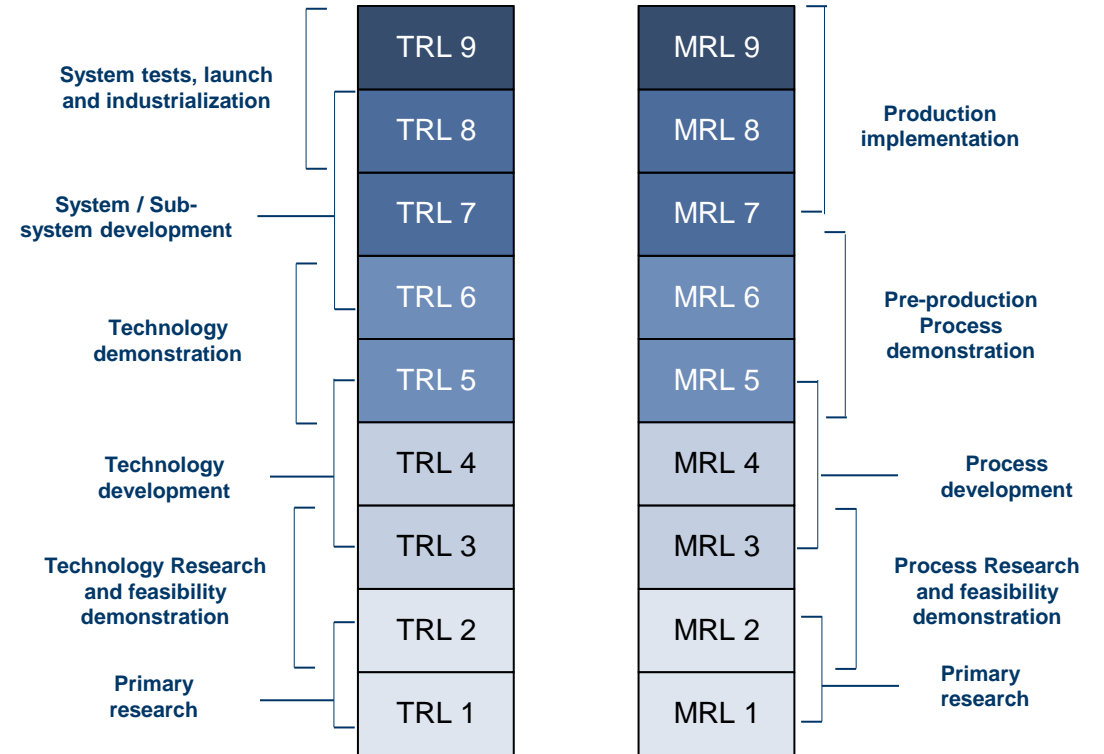 TRL 9
MRL 9
System tests, launch
and industrialization
TRL 8
MRL 8
Production
implementation
System / Sub-
system development
TRL 7
MRL 7
TRL 6
MRL 6
Technology
demonstration
Pre-production
Process
demonstration
TRL 5
MRL 5
Technology
development
TRL 4
MRL 4
Process
development
TRL 3
MRL 3
Technology Research
and feasibility
demonstration
Process Research
and feasibility
demonstration
TRL 2
MRL 2
Primary
research
TRL 1
MRL 1
Primary
research